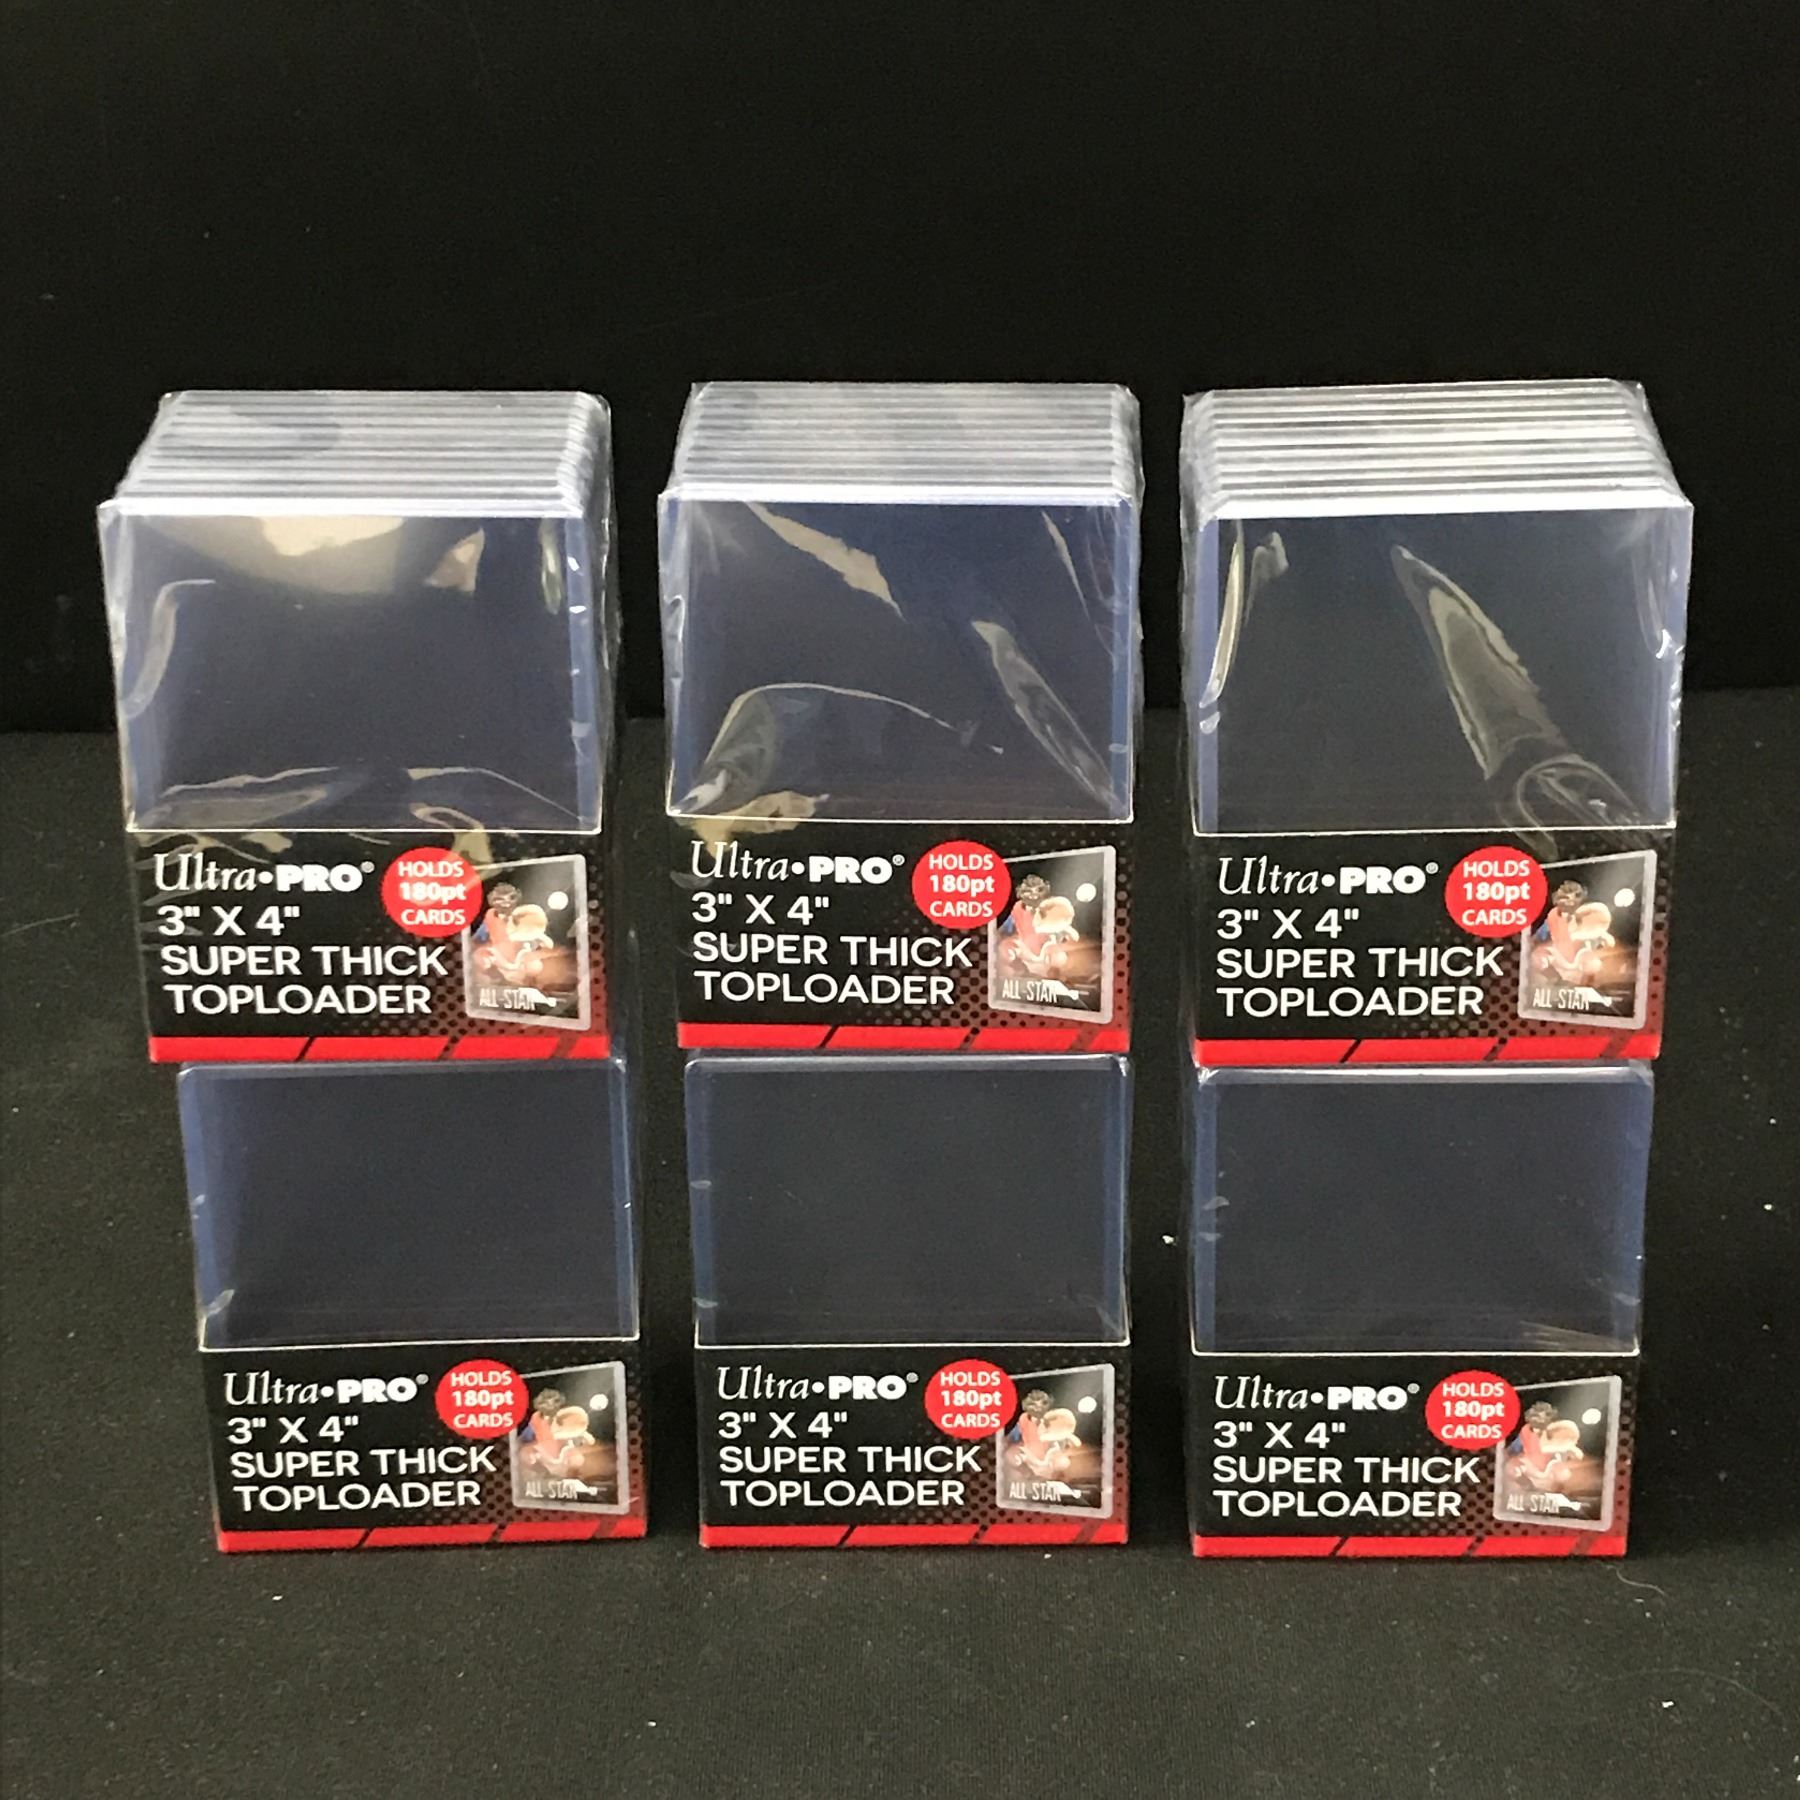 Ultra•PRO®
3" X 4"
SUPER THICK
TOPLOADER
HOLDS
180pt
CARDS
ALL-STAR
Ultra•PRO®
3" X 4"
SUPER THICK
TOPLOADER
HOLDS
180pt
CARDS
ALL-STAR
Ultra•PRO®
3" X 4"
SUPER THICK
TOPLOADER
HOLDS
180pt
CARDS
ALL-STAR
Ultra•PRO®
3" X 4"
SUPER THICK
TOPLOADER
HOLDS
180pt
CARDS
ALL-STAR
Ultra•PRO®
3" X 4"
SUPER THICK
TOPLOADER
HOLDS
180pt
CARDS
ALL-STAR
Ultra•PRO®
3" X 4"
SUPER THICK
TOPLOADER
HOLDS
180pt
CARDS
ALL-STAR